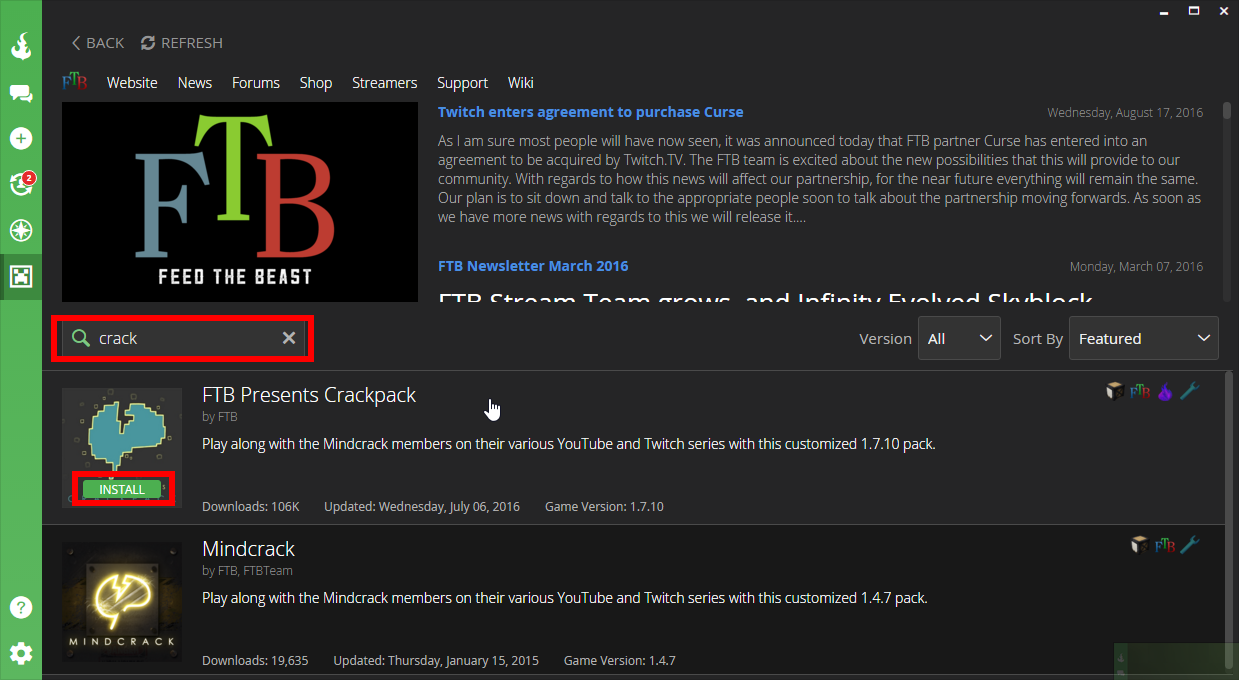 BACK REFRESH
FTB Website News Forums Shop Streamers Support Wiki
FTB
FEED THE BEAST
Twitch enters agreement to purchase Curse Wednesday, August 17, 2016
As I am sure most people will have now seen, it was announced today that FTB partner Curse has entered into an
agreement to be acquired by Twitch.TV. The FTB team is excited about the new possibilities that this will provide to our
community. With regards to how this news will affect our partnership, for the near future everything will remain the same.
Our plan is to sit down and talk to the appropriate people soon to talk about the partnership moving forwards. As soon as
we have more news with regards to this we will release it....
FTB Newsletter March 2016 Monday, March 07, 2016
FTB Stream Team grows, and Infinity Evolved Skyblock
2
crack Version All Sort By Featured
FTB Presents Crackpack FTB
by FTB
Play along with the Mindcrack members on their various YouTube and Twitch series with this customized 1.7.10 pack.
INSTALL
Downloads: 106K Updated: Wednesday, July 06, 2016 Game Version: 1.7.10
Mindcrack FTB
by FTB, FTBTeam
Play along with the Mindcrack members on their various YouTube and Twitch series with this customized 1.4.7 pack.
?
MINDCRACK
Downloads: 19,635 Updated: Thursday, January 15, 2015 Game Version: 1.4.7